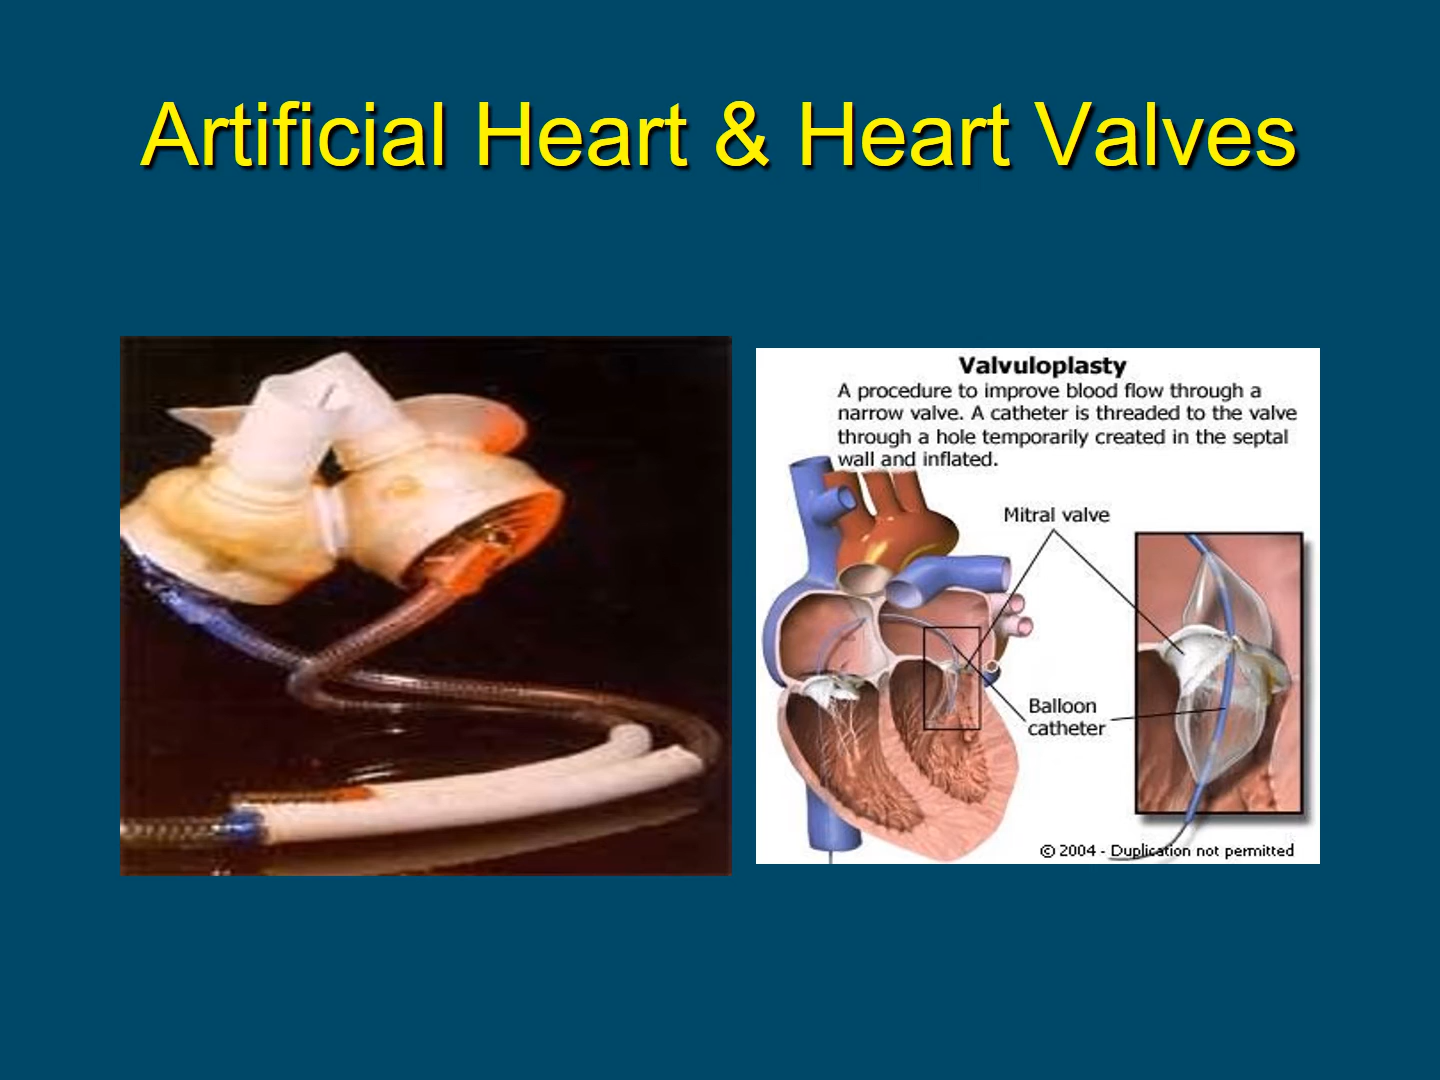 Artificial Heart & Heart Valves
Valvuloplasty
A procedure to improve blood flow through a
narrow valve. A catheter is threaded to the valve
through a hole temporarily created in the septal
wall and inflated.
Mitral valve
Balloon
catheter
© 2004 - Duplication not permitted